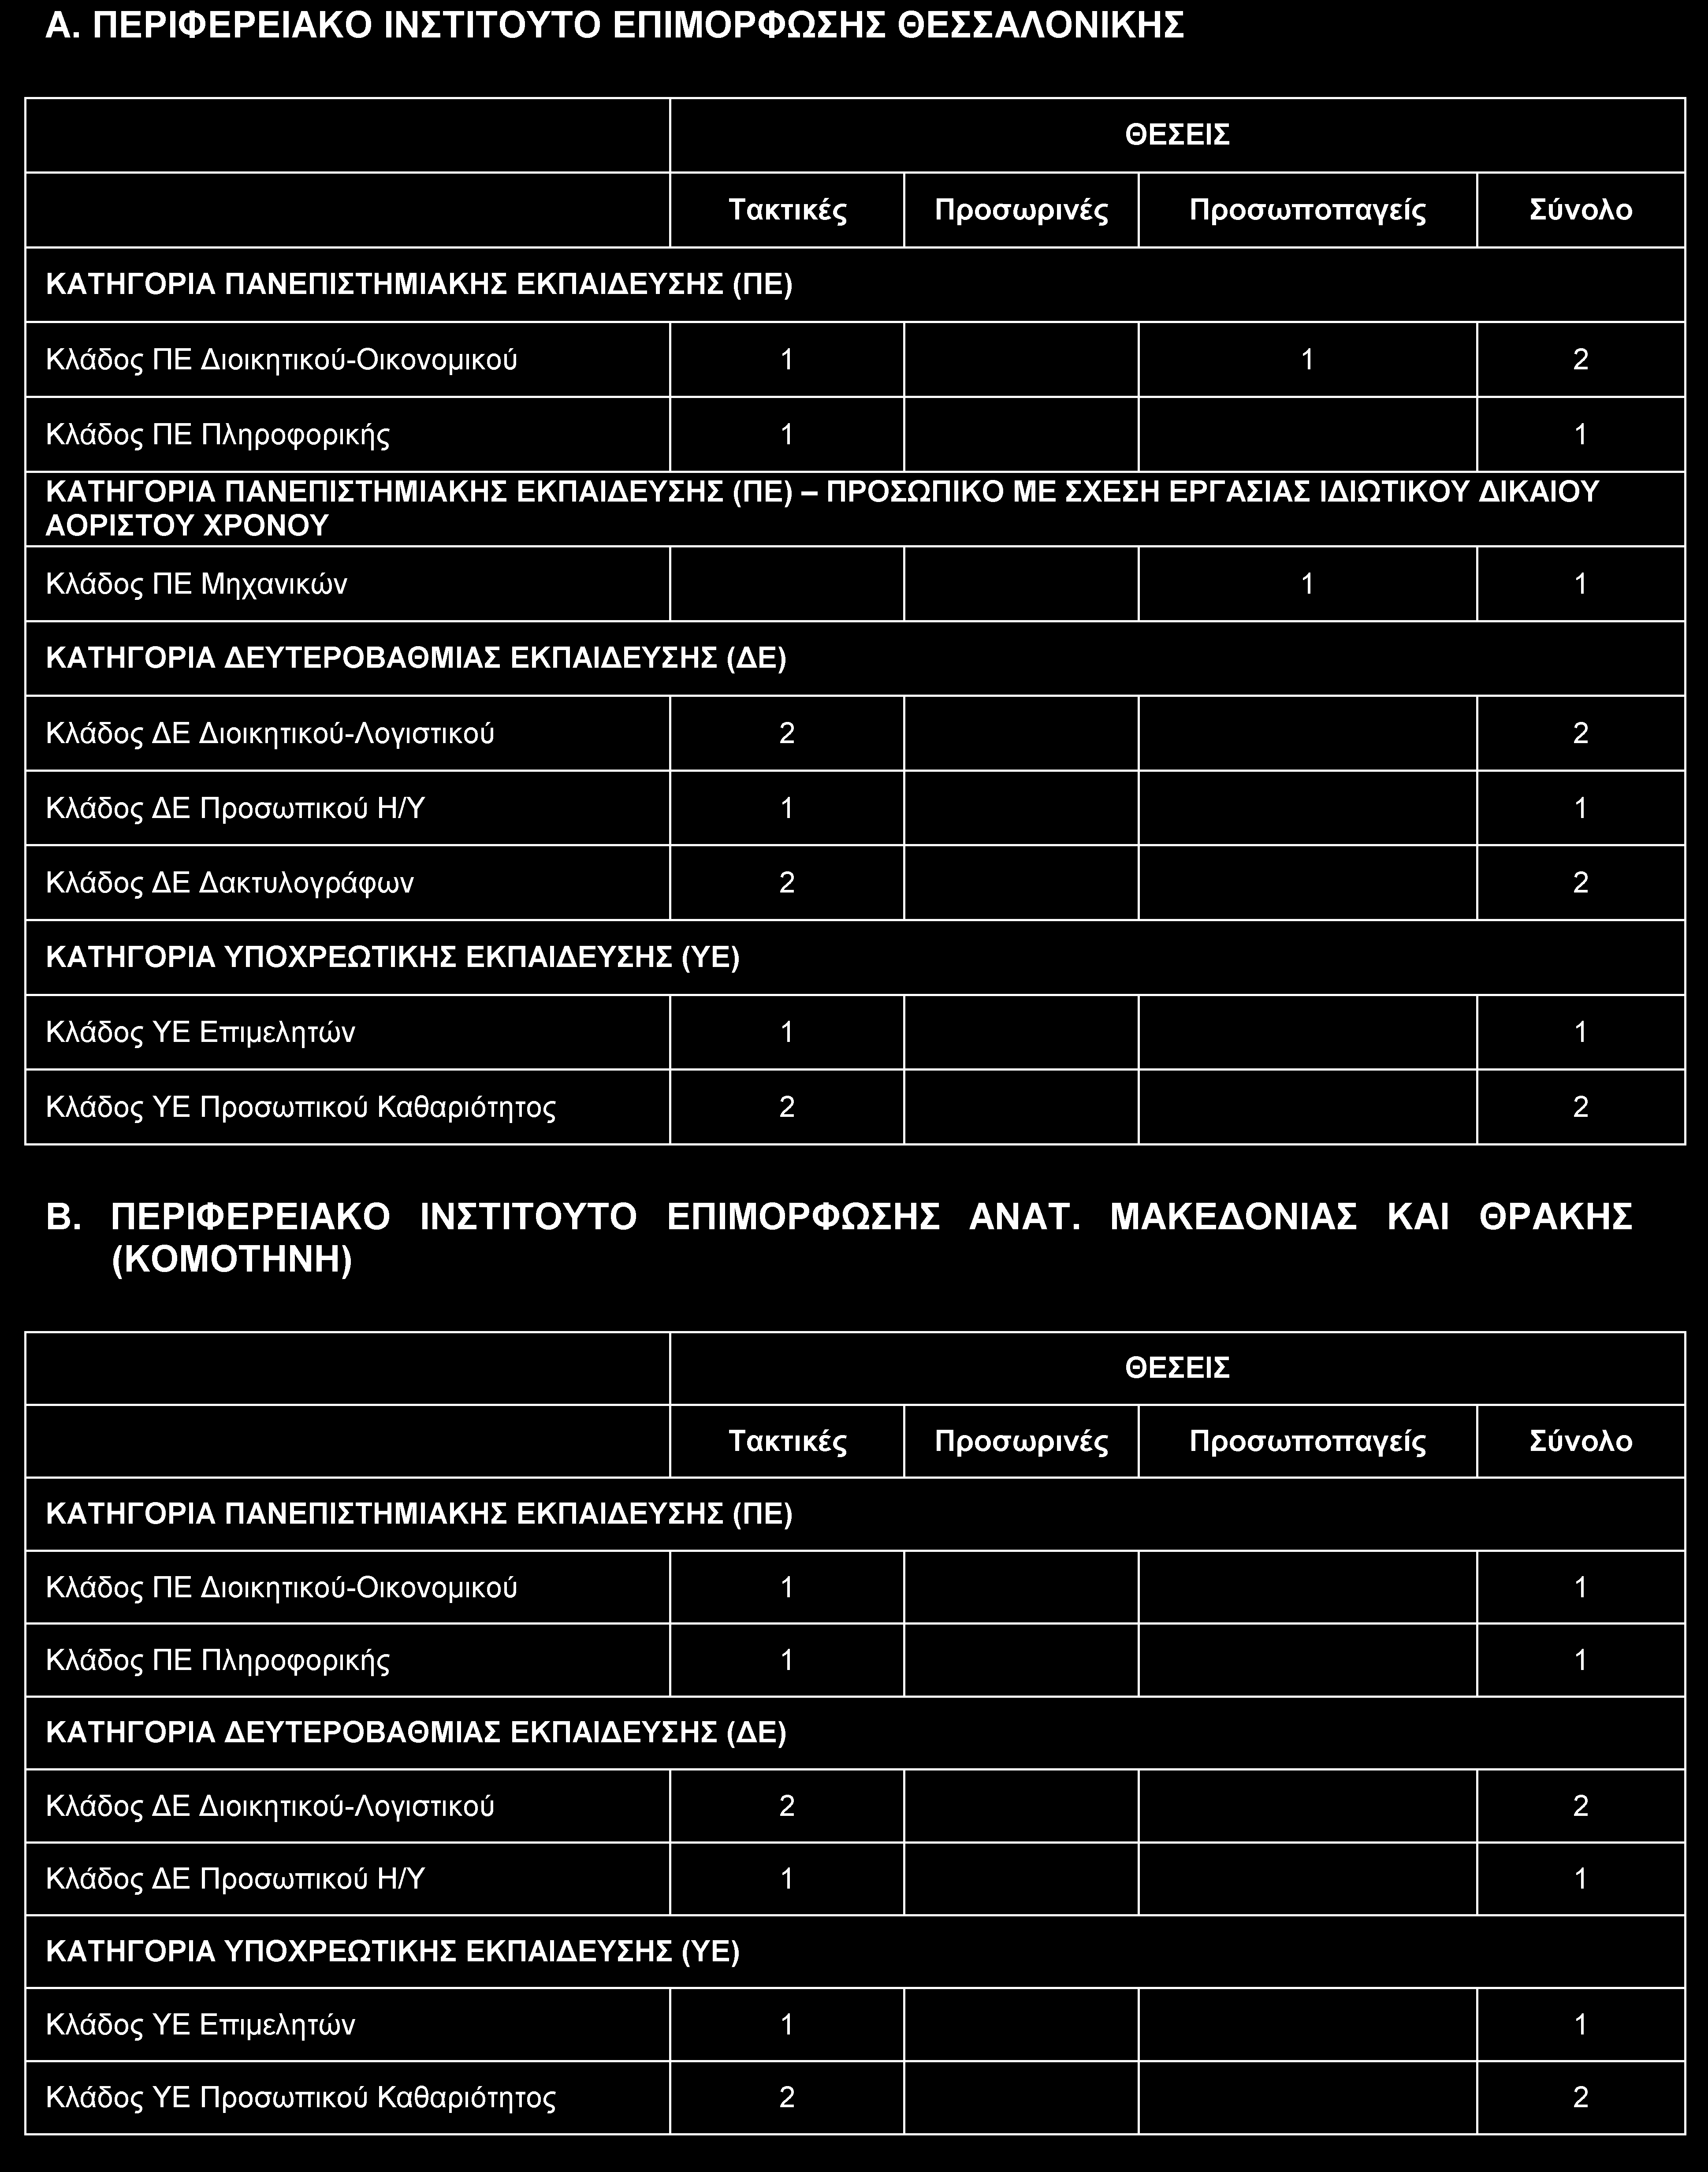 Α. ΠΕΡΙΦΕΡΕΙΑΚΟ ΙΝΣΤΙΤΟΥΤΟ ΕΠΙΜΟΡΦΩΣΗΣ ΘΕΣΣΑΛΟΝΙΚΗΣ
ΘΕΣΕΙΣ
Τακτικές Προσωρινές Προσωποπαγείς Σύνολο
ΚΑΤΗΓΟΡΙΑ ΠΑΝΕΠΙΣΤΗΜΙΑΚΗΣ ΕΚΠΑΙΔΕΥΣΗΣ (ΠΕ)
Κλάδος ΠΕ Διοικητικού-Οικονομικού 1 1 2
Κλάδος ΠΕ Πληροφορικής 1 1
ΚΑΤΗΓΟΡΙΑ ΠΑΝΕΠΙΣΤΗΜΙΑΚΗΣ ΕΚΠΑΙΔΕΥΣΗΣ (ΠΕ) – ΠΡΟΣΩΠΙΚΟ ΜΕ ΣΧΕΣΗ ΕΡΓΑΣΙΑΣ ΙΔΙΩΤΙΚΟΥ ΔΙΚΑΙΟΥ
ΑΟΡΙΣΤΟΥ ΧΡΟΝΟΥ
Κλάδος ΠΕ Μηχανικών 1 1
ΚΑΤΗΓΟΡΙΑ ΔΕΥΤΕΡΟΒΑΘΜΙΑΣ ΕΚΠΑΙΔΕΥΣΗΣ (ΔΕ)
Κλάδος ΔΕ Διοικητικού-Λογιστικού 2 2
Κλάδος ΔΕ Προσωπικού Η/Υ 1 1
Κλάδος ΔΕ Δακτυλογράφων 2 2
ΚΑΤΗΓΟΡΙΑ ΥΠΟΧΡΕΩΤΙΚΗΣ ΕΚΠΑΙΔΕΥΣΗΣ (ΥΕ)
Κλάδος ΥΕ Επιμελητών 1 1
Κλάδος ΥΕ Προσωπικού Καθαριότητος 2 2
Β. ΠΕΡΙΦΕΡΕΙΑΚΟ ΙΝΣΤΙΤΟΥΤΟ ΕΠΙΜΟΡΦΩΣΗΣ ΑΝΑΤ. ΜΑΚΕΔΟΝΙΑΣ ΚΑΙ ΘΡΑΚΗΣ
(ΚΟΜΟΤΗΝΗ)
ΘΕΣΕΙΣ
Τακτικές Προσωρινές Προσωποπαγείς Σύνολο
ΚΑΤΗΓΟΡΙΑ ΠΑΝΕΠΙΣΤΗΜΙΑΚΗΣ ΕΚΠΑΙΔΕΥΣΗΣ (ΠΕ)
Κλάδος ΠΕ Διοικητικού-Οικονομικού 1 1
Κλάδος ΠΕ Πληροφορικής 1 1
ΚΑΤΗΓΟΡΙΑ ΔΕΥΤΕΡΟΒΑΘΜΙΑΣ ΕΚΠΑΙΔΕΥΣΗΣ (ΔΕ)
Κλάδος ΔΕ Διοικητικού-Λογιστικού 2 2
Κλάδος ΔΕ Προσωπικού Η/Υ 1 1
ΚΑΤΗΓΟΡΙΑ ΥΠΟΧΡΕΩΤΙΚΗΣ ΕΚΠΑΙΔΕΥΣΗΣ (ΥΕ)
Κλάδος ΥΕ Επιμελητών 1 1
Κλάδος ΥΕ Προσωπικού Καθαριότητος 2 2